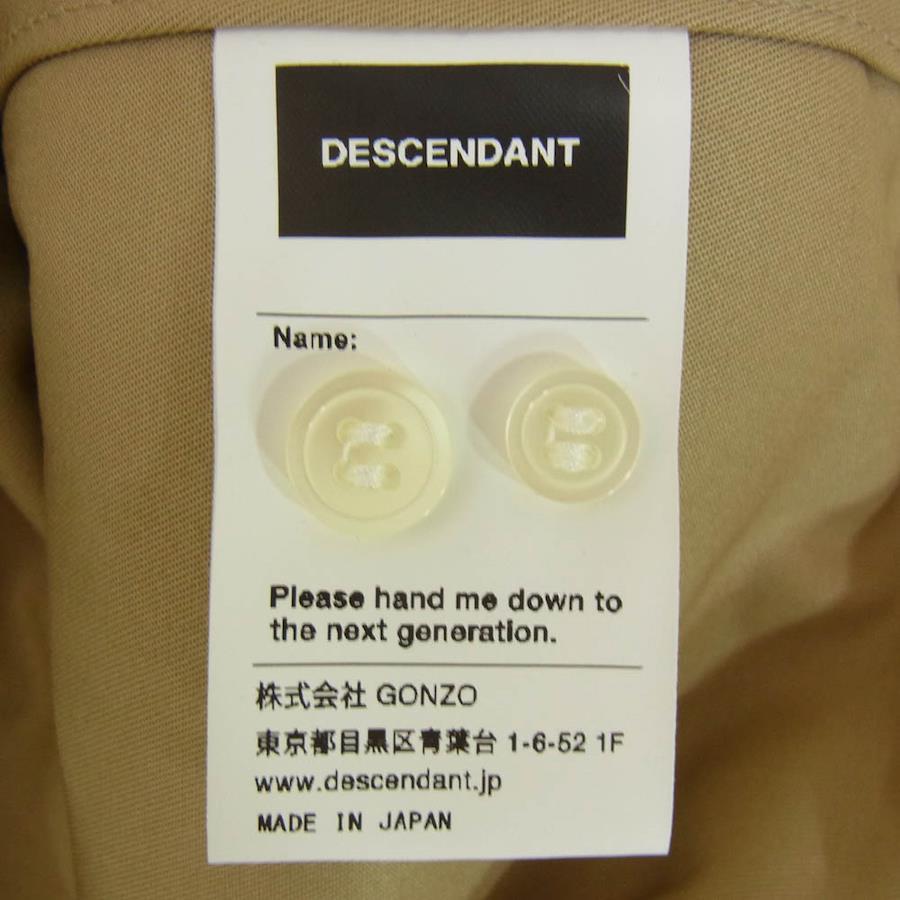 DESCENDANT
Name:
Please hand me down to
the next generation.
株式会社 GONZO
東京都目黒区青葉台 1-6-52 1F
www.descendant.jp
MADE IN JAPAN